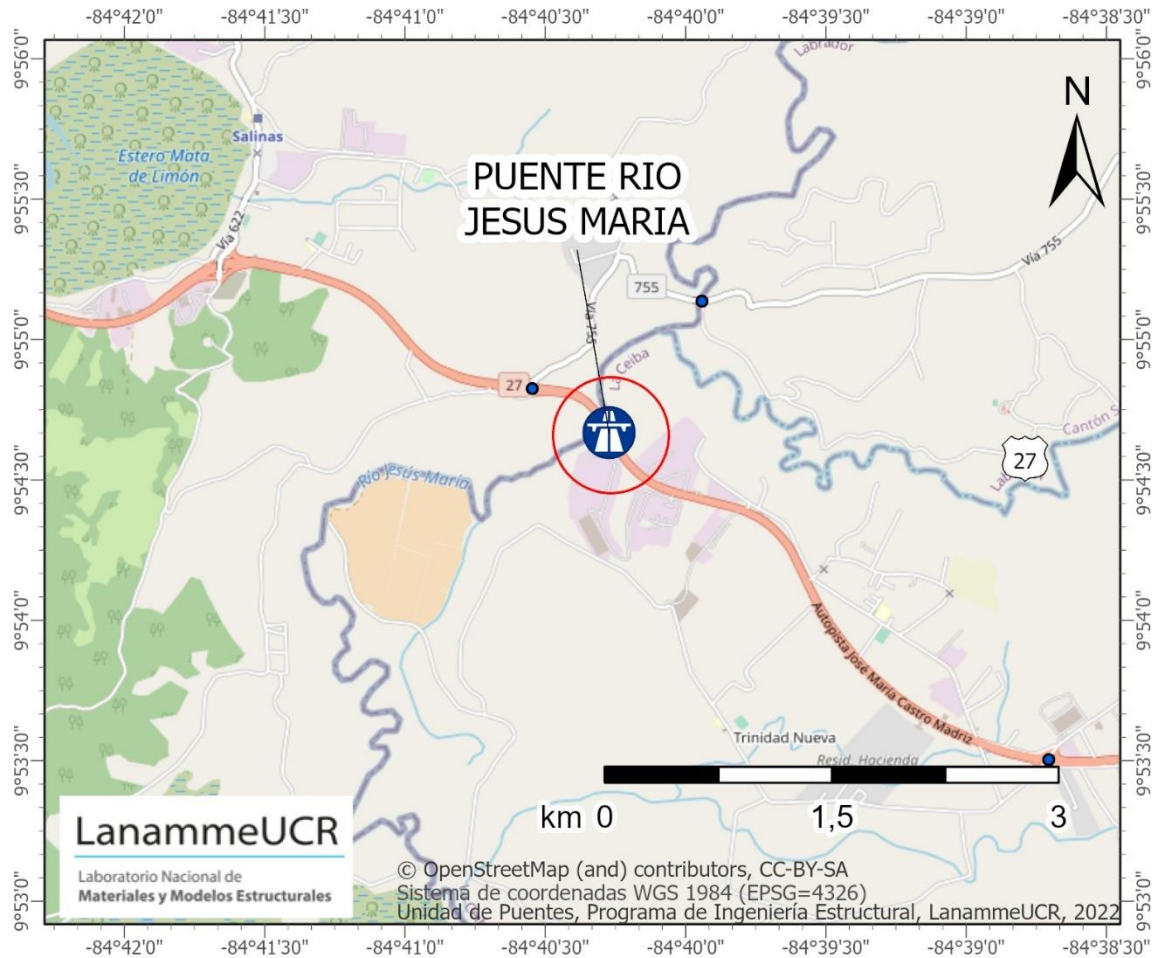 -84°42'0" -84°41'30" -84°41'0" -84°40'30" -84°40'0" -84°39'30" -84°39'0" -84°38'30"
9°56'0" 9°56'0"
Labrador
N
Salinas
Estero Mata
de Limón
PUENTE RIO
JESUS MARIA
9°55'30" 9°55'30"
Vía 622
Vía 755
755
Vía 755
9°55'0" 9°55'0"
La Ceiba
27
Cantón S
27
9°54'30" 9°54'30"
Río Jesús María
9°54'0" 9°54'0"
Autopista José María Castro Madriz
Trinidad Nueva
Resid. Hacienda
9°53'30" 9°53'30"
km 0 1,5 3
LanammeUCR
Laboratorio Nacional de
Materiales y Modelos Estructurales
© OpenStreetMap (and) contributors, CC-BY-SA
Sistema de coordenadas WGS 1984 (EPSG=4326)
Unidad de Puentes, Programa de Ingeniería Estructural, LanammeUCR, 2022
9°53'0" 9°53'0"
-84°42'0" -84°41'30" -84°41'0" -84°40'30" -84°40'0" -84°39'30" -84°39'0" -84°38'30"